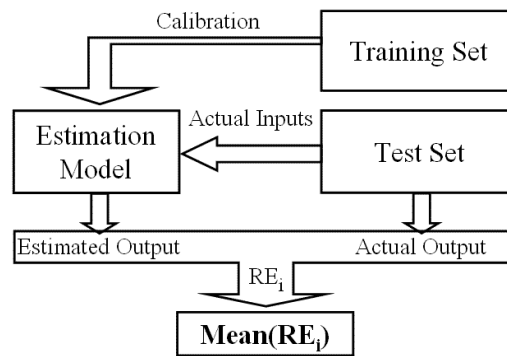 Calibration
Training Set
Estimation
Model
Actual Inputs
Test Set
Estimated Output
Actual Output
REi
Mean(REi)